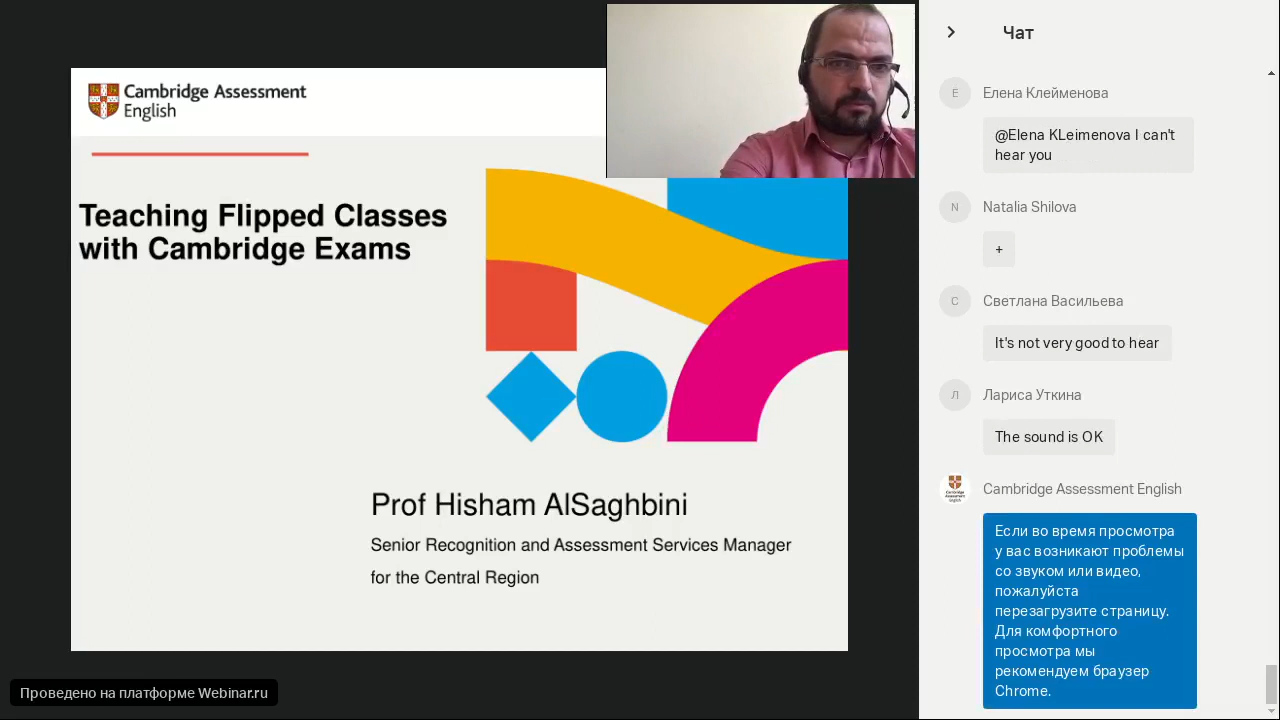 Cambridge Assessment
English
Teaching Flipped Classes
with Cambridge Exams
Prof Hisham AlSaghbini
Senior Recognition and Assessment Services Manager
for the Central Region
Проведено на платформе Webinar.ru
Чат
Е
Елена Клейменова
@Elena KLeimenova I can't
hear you
N
Natalia Shilova
+
С
Светлана Васильева
It's not very good to hear
Л
Лариса Уткина
The sound is OK
Cambridge
Assessment
English
Cambridge Assessment English
Если во время просмотра
у вас возникают проблемы
со звуком или видео,
пожалуйста
перезагрузите страницу.
Для комфортного
просмотра мы
рекомендуем браузер
Chrome.